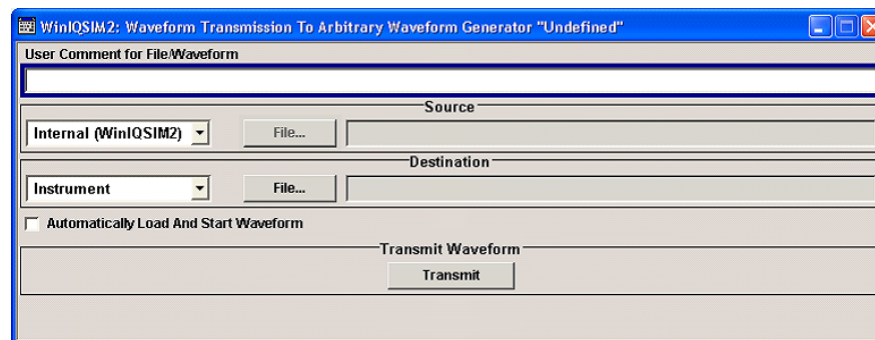 WinIQSIM2: Waveform Transmission To Arbitrary Waveform Generator "Undefined"
User Comment for File/Waveform
Source
Internal (WinIQSIM2) File...
Destination
Instrument File...
Automatically Load And Start Waveform
Transmit Waveform
Transmit